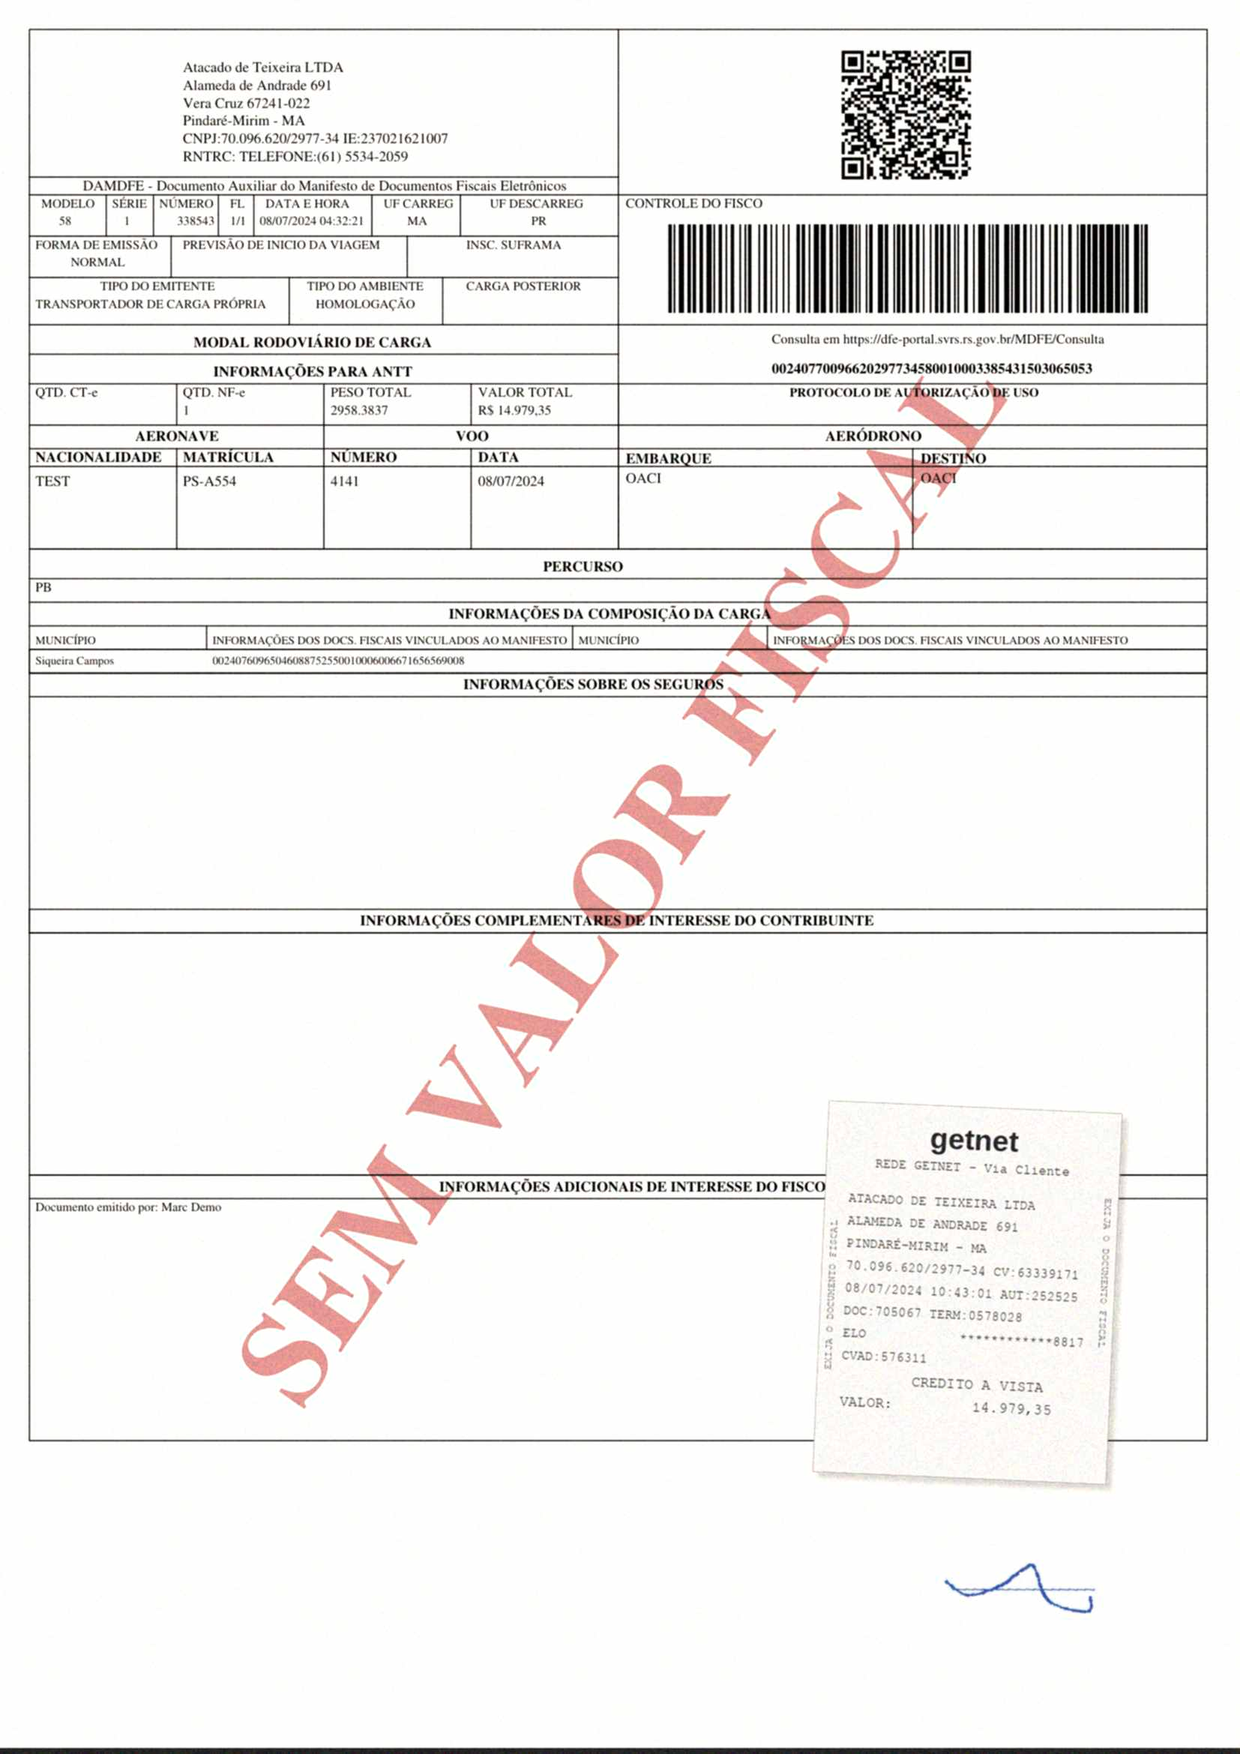 Atacado de Teixeira LTDA
Alameda de Andrade 691
Vera Cruz 67241-022
Pindaré-Mirim - MA
CNPJ:70.096.620/2977-34 IE:237021621007
RNTRC: TELEFONE:(61) 5534-2059
DAMDFE - Documento Auxiliar do Manifesto de Documentos Fiscais Eletrônicos
MODELO SÉRIE NÚMERO FL DATA E HORA UF CARREG UF DESCARREG
58 1 338543 1/1 08/07/2024 04:32:21 MA PR
CONTROLE DO FISCO
FORMA DE EMISSÃO PREVISÃO DE INICIO DA VIAGEM INSC. SUFRAMA
NORMAL
TIPO DO EMITENTE TIPO DO AMBIENTE CARGA POSTERIOR
TRANSPORTADOR DE CARGA PRÓPRIA HOMOLOGAÇÃO
MODAL RODOVIÁRIO DE CARGA
Consulta em https://dfe-portal.svrs.rs.gov.br/MDFE/Consulta
INFORMAÇÕES PARA ANTT
00240770096620297734580010003385431503065053
QTD. CT-e QTD. NF-e PESO TOTAL VALOR TOTAL
1 2958.3837 R$ 14.979,35
PROTOCOLO DE AUTORIZAÇÃO DE USO
AERONAVE VOO AERÓDRONO
NACIONALIDADE MATRÍCULA NÚMERO DATA EMBARQUE DESTINO
TEST PS-A554 4141 08/07/2024 OACI OACI
PERCURSO
PB
INFORMAÇÕES DA COMPOSIÇÃO DA CARGA
MUNICÍPIO INFORMAÇÕES DOS DOCS. FISCAIS VINCULADOS AO MANIFESTO MUNICÍPIO INFORMAÇÕES DOS DOCS. FISCAIS VINCULADOS AO MANIFESTO
Siqueira Campos 00240760965046088752550010006006671656569008
INFORMAÇÕES SOBRE OS SEGUROS
INFORMAÇÕES COMPLEMENTARES DE INTERESSE DO CONTRIBUINTE
INFORMAÇÕES ADICIONAIS DE INTERESSE DO FISCO
Documento emitido por: Marc Demo
SEM VALOR FISCAL
getnet
REDE GETNET - Via Cliente
ATACADO DE TEIXEIRA LTDA
ALAMEDA DE ANDRADE 691
PINDARÉ-MIRIM - MA
70.096.620/2977-34 CV:63339171
08/07/2024 10:43:01 AUT:252525
DOC:705067 TERM:0578028
ELO ************8817
CVAD:576311
CREDITO A VISTA
VALOR: 14.979,35
EXIJA O DOCUMENTO FISCAL
EXIJA O DOCUMENTO FISCAL